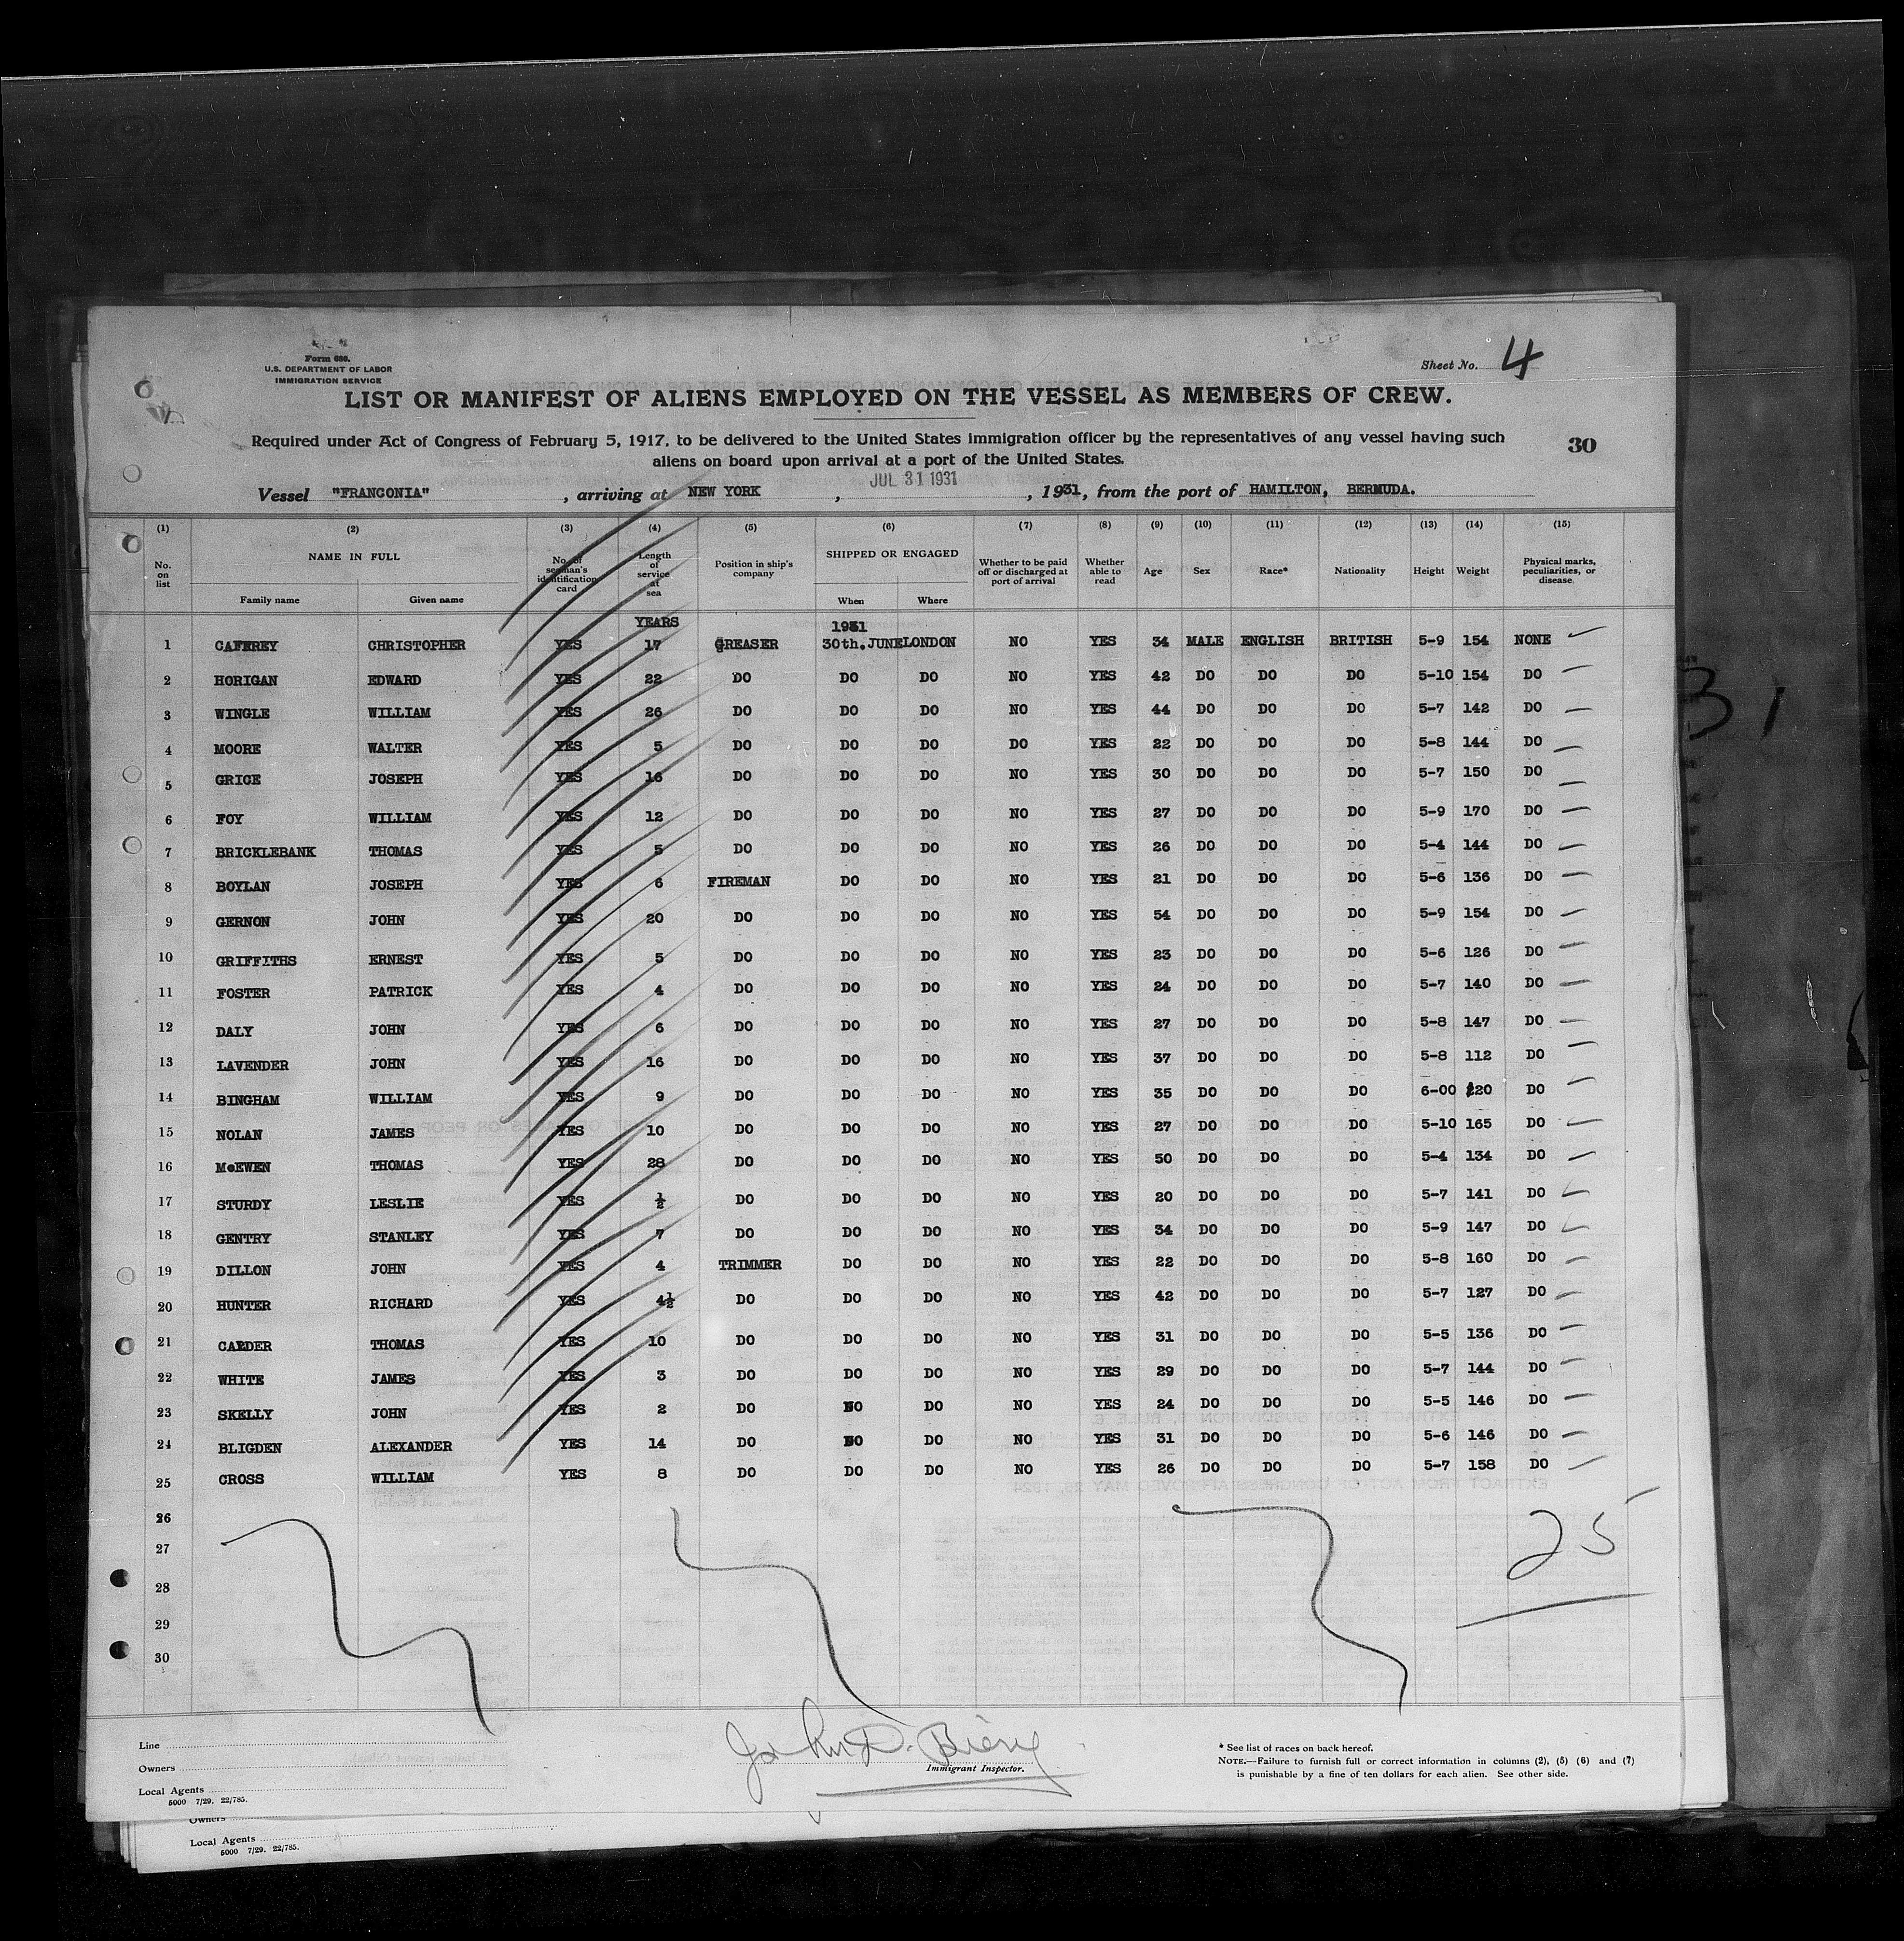 Form 689.
U.S. DEPARTMENT OF LABOR
IMMIGRATION SERVICE
Sheet No. 4
LIST OR MANIFEST OF ALIENS EMPLOYED ON THE VESSEL AS MEMBERS OF CREW.
Required under Act of Congress of February 5, 1917, to be delivered to the United States immigration officer by the representatives of any vessel having such
aliens on board upon arrival at a port of the United States.
30
Vessel "FRANCONIA" , arriving at NEW YORK , JUL 31 1931 , 1931, from the port of HAMILTON, BERMUDA.
(1) (2) (3) (4) (5) (6) (7) (8) (9) (10) (11) (12) (13) (14) (15)
No. on list NAME IN FULL Family name Given name No. of seaman's identification card Length of service at sea Position in ship's company SHIPPED OR ENGAGED When Where Whether to be paid off or discharged at port of arrival Whether able to read Age Sex Race* Nationality Height Weight Physical marks, peculiarities, or disease.
YEARS 1931
1 CAFFREY CHRISTOPHER YES 17 GREASER 30th.JUNE LONDON NO YES 34 MALE ENGLISH BRITISH 5-9 154 NONE
2 HORIGAN EDWARD YES 22 DO DO DO NO YES 42 DO DO DO 5-10 154 DO
3 WINGLE WILLIAM YES 26 DO DO DO NO YES 44 DO DO DO 5-7 142 DO
4 MOORE WALTER YES 5 DO DO DO DO YES 22 DO DO DO 5-8 144 DO
5 GRICE JOSEPH YES 16 DO DO DO NO YES 30 DO DO DO 5-7 150 DO
6 FOY WILLIAM YES 12 DO DO DO NO YES 27 DO DO DO 5-9 170 DO
7 BRICKLEBANK THOMAS YES 5 DO DO DO NO YES 26 DO DO DO 5-4 144 DO
8 BOYLAN JOSEPH YES 6 FIREMAN DO DO NO YES 21 DO DO DO 5-6 136 DO
9 GERNON JOHN YES 20 DO DO DO NO YES 54 DO DO DO 5-9 154 DO
10 GRIFFITHS ERNEST YES 5 DO DO DO NO YES 23 DO DO DO 5-6 126 DO
11 FOSTER PATRICK YES 4 DO DO DO NO YES 24 DO DO DO 5-7 140 DO
12 DALY JOHN YES 6 DO DO DO NO YES 27 DO DO DO 5-8 147 DO
13 LAVENDER JOHN YES 16 DO DO DO NO YES 37 DO DO DO 5-8 112 DO
14 BINGHAM WILLIAM YES 9 DO DO DO NO YES 35 DO DO DO 6-00 220 DO
15 NOLAN JAMES YES 10 DO DO DO NO YES 27 DO DO DO 5-10 165 DO
16 McEWEN THOMAS YES 28 DO DO DO NO YES 50 DO DO DO 5-4 134 DO
17 STURDY LESLIE YES ½ DO DO DO NO YES 20 DO DO DO 5-7 141 DO
18 GENTRY STANLEY YES 7 DO DO DO NO YES 34 DO DO DO 5-9 147 DO
19 DILLON JOHN YES 4 TRIMMER DO DO NO YES 22 DO DO DO 5-8 160 DO
20 HUNTER RICHARD YES 4½ DO DO DO NO YES 42 DO DO DO 5-7 127 DO
21 CALDER THOMAS YES 10 DO DO DO NO YES 31 DO DO DO 5-5 136 DO
22 WHITE JAMES YES 3 DO DO DO NO YES 29 DO DO DO 5-7 144 DO
23 SKELLY JOHN YES 2 DO DO DO NO YES 24 DO DO DO 5-5 146 DO
24 BLIGDEN ALEXANDER YES 14 DO DO DO NO YES 31 DO DO DO 5-6 146 DO
25 CROSS WILLIAM YES 8 DO DO DO NO YES 26 DO DO DO 5-7 158 DO
26
27
28
29
30
25
Line
Owners
Local Agents
5000 7/29. 22/785.
Immigrant Inspector.
* See list of races on back hereof.
NOTE.—Failure to furnish full or correct information in columns (2), (5) (6) and (7)
is punishable by a fine of ten dollars for each alien. See other side.
Owners
Local Agents
5000 7/29. 22/785.